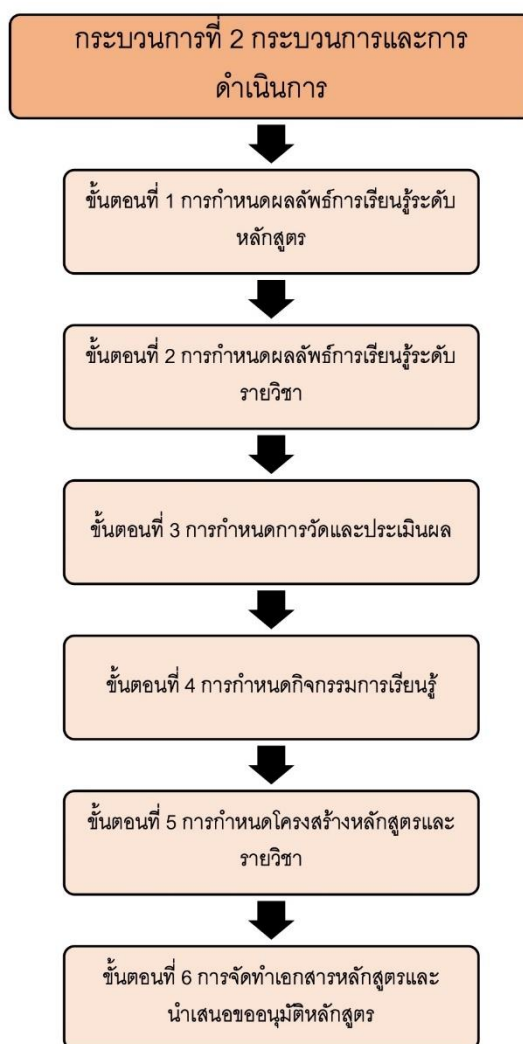 กระบวนการที่ 2 กระบวนการและการ
ดำเนินการ
ขั้นตอนที่ 1 การกำหนดผลลัพธ์การเรียนรู้ระดับ
หลักสูตร
ขั้นตอนที่ 2 การกำหนดผลลัพธ์การเรียนรู้ระดับ
รายวิชา
ขั้นตอนที่ 3 การกำหนดการวัดและประเมินผล
ขั้นตอนที่ 4 การกำหนดกิจกรรมการเรียนรู้
ขั้นตอนที่ 5 การกำหนดโครงสร้างหลักสูตรและ
รายวิชา
ขั้นตอนที่ 6 การจัดทำเอกสารหลักสูตรและ
นำเสนอขออนุมัติหลักสูตร